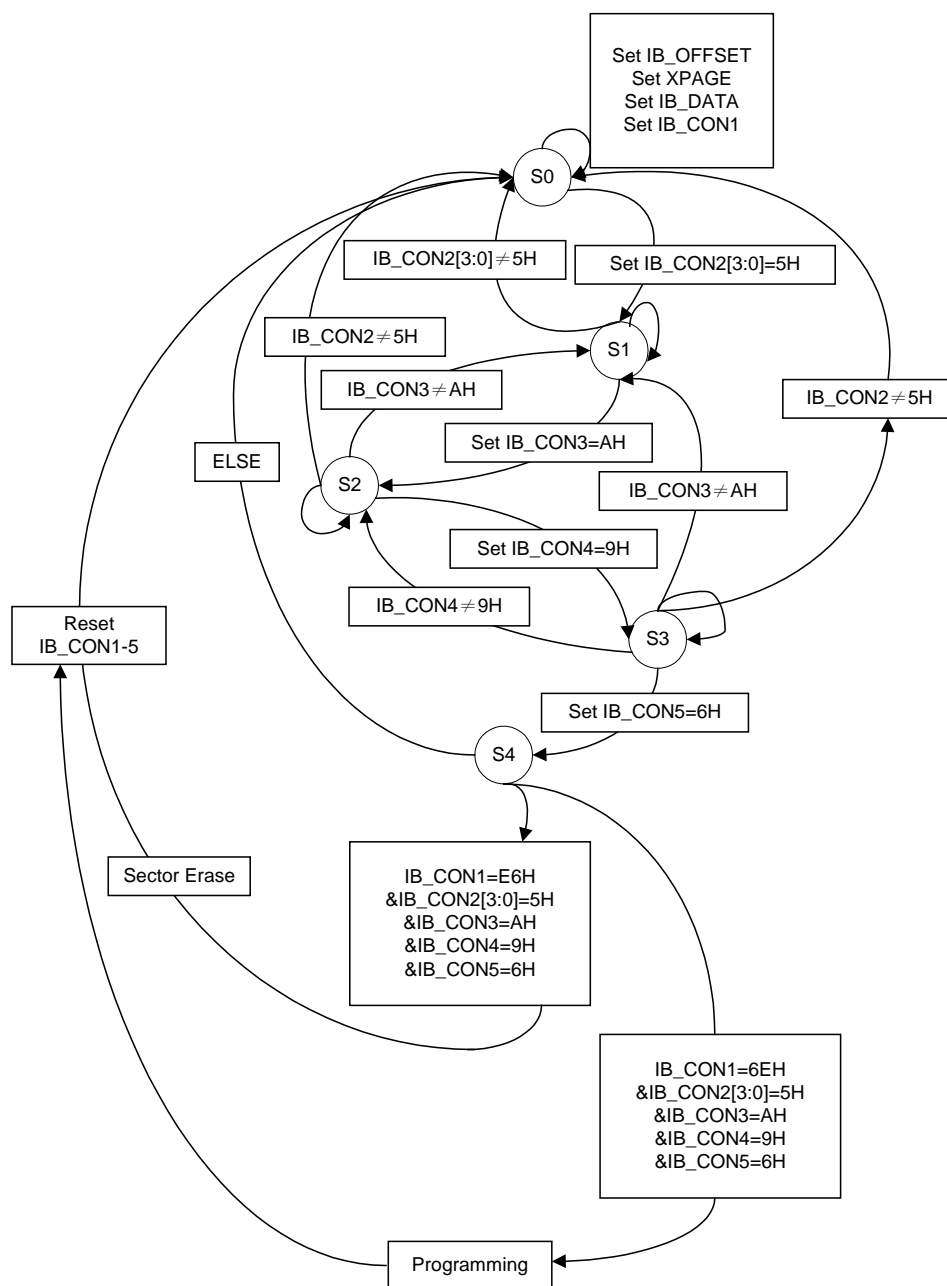 Set IB_OFFSET
Set XPAGE
Set IB_DATA
Set IB_CON1
S0
IB_CON2[3:0]≠5H
Set IB_CON2[3:0]=5H
IB_CON2≠5H
S1
IB_CON3≠AH
IB_CON2≠5H
Set IB_CON3=AH
ELSE
S2
IB_CON3≠AH
Set IB_CON4=9H
IB_CON4≠9H
Reset
IB_CON1-5
S3
Set IB_CON5=6H
S4
Sector Erase
IB_CON1=E6H
&IB_CON2[3:0]=5H
&IB_CON3=AH
&IB_CON4=9H
&IB_CON5=6H
IB_CON1=6EH
&IB_CON2[3:0]=5H
&IB_CON3=AH
&IB_CON4=9H
&IB_CON5=6H
Programming